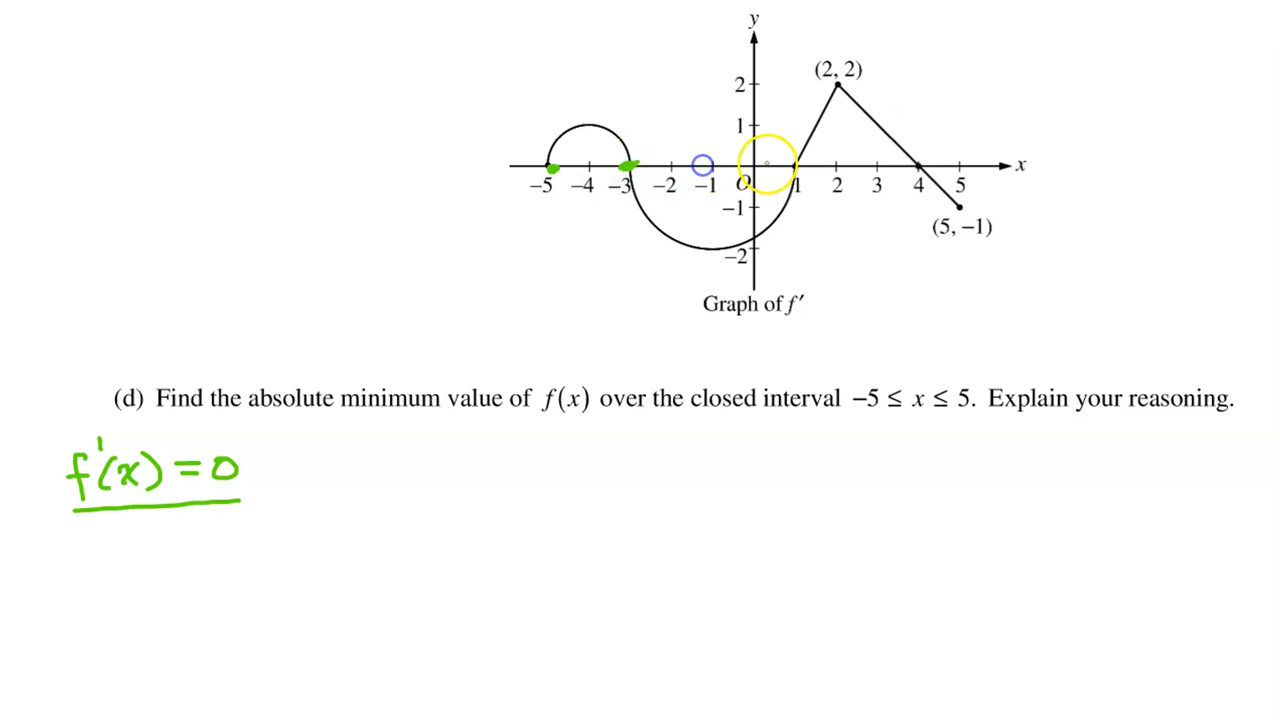 y
(2, 2)
2
1
x
−5 −4 −3 −2 −1 O 1 2 3 4 5
−1
(5, −1)
−2
Graph of f′
(d) Find the absolute minimum value of f(x) over the closed interval −5 ≤ x ≤ 5. Explain your reasoning.
f'(x) = 0